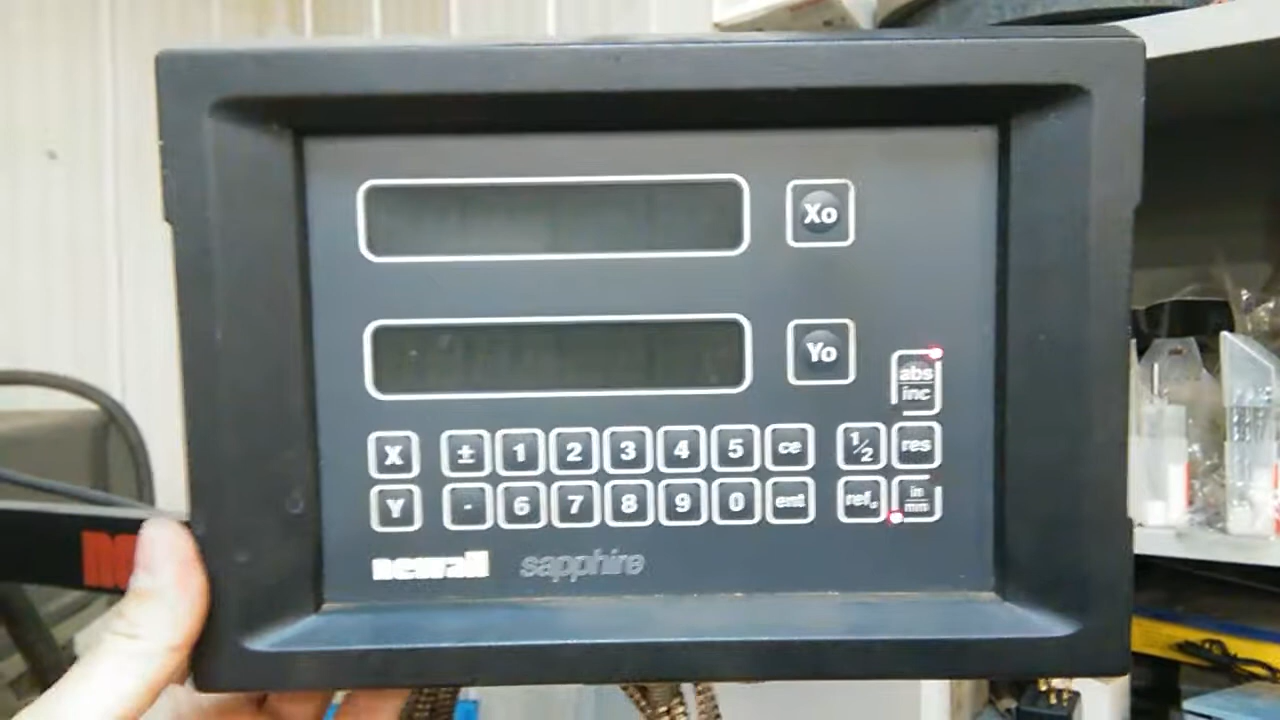 Xo
Yo
abs
inc
X ± 1 2 3 4 5 ce 1/2 res
Y . 6 7 8 9 0 ent ref. in
mm
newall sapphire